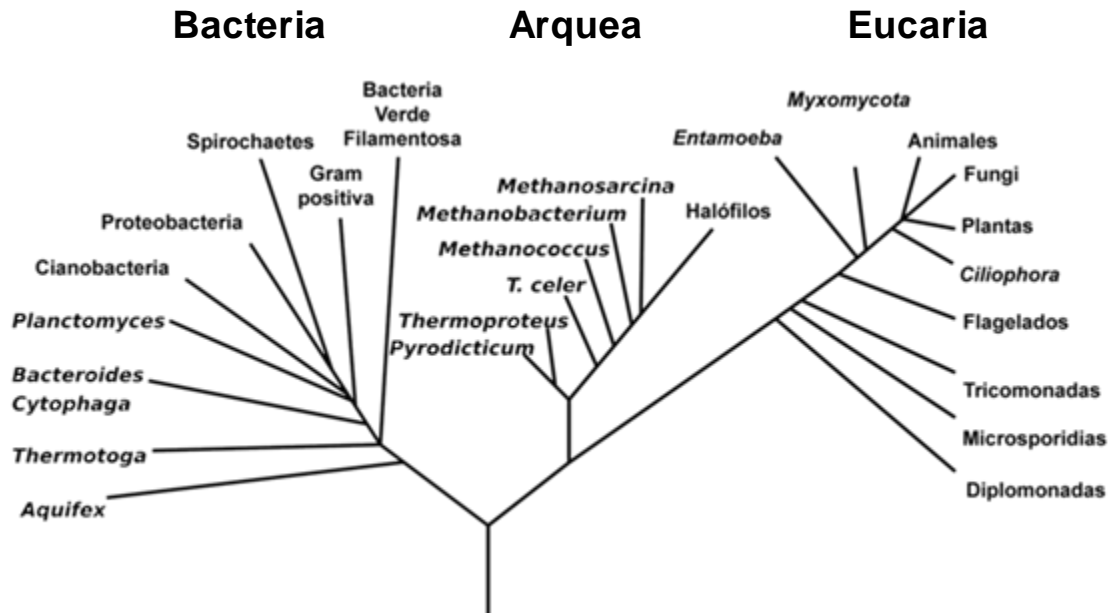 Bacteria
Arquea
Eucaria
Bacteria
Verde
Filamentosa
Spirochaetes
Gram
positiva
Proteobacteria
Cianobacteria
Planctomyces
Bacteroides
Cytophaga
Thermotoga
Aquifex
Methanosarcina
Methanobacterium
Halófilos
Methanococcus
T. celer
Thermoproteus
Pyrodicticum
Myxomycota
Entamoeba
Animales
Fungi
Plantas
Ciliophora
Flagelados
Tricomonadas
Microsporidias
Diplomonadas